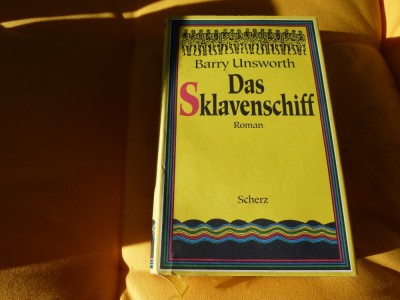 Barry Unsworth
Das
Sklavenschiff
Roman
Scherz